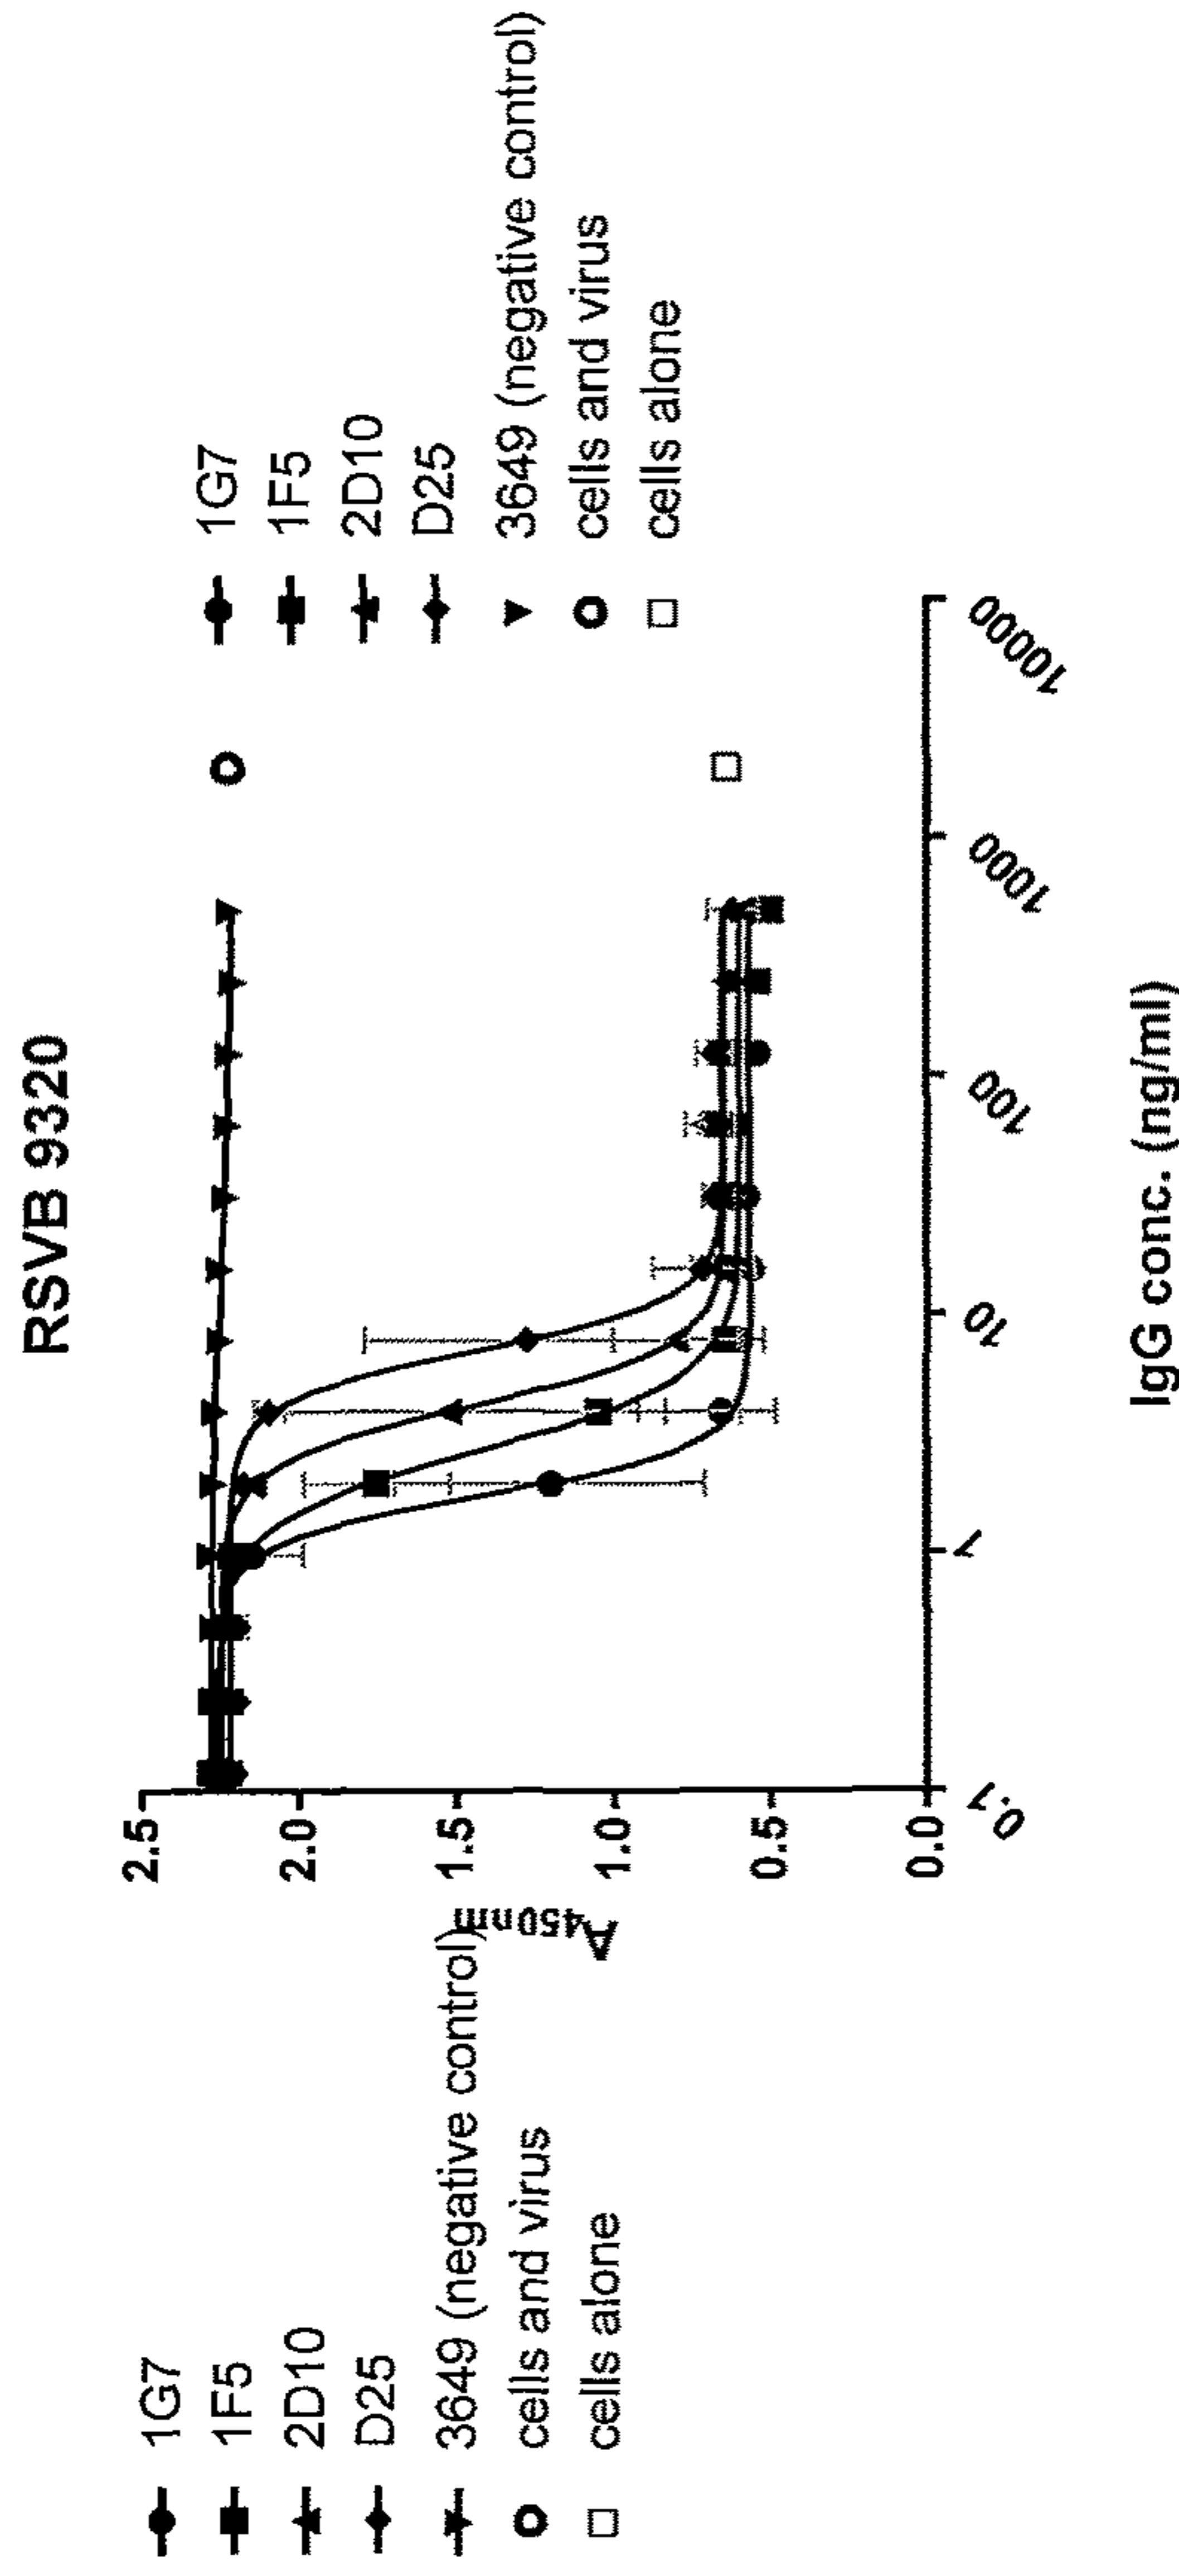 RSVB 9320
1G7
1F5
2D10
D25
3649 (negative control)
cells and virus
cells alone
A450nm
2.5
2.0
1.5
1.0
0.5
0.0
0.1
1
10
100
1000
10000
IgG conc. (ng/ml)
1G7
1F5
2D10
D25
3649 (negative control)
cells and virus
cells alone